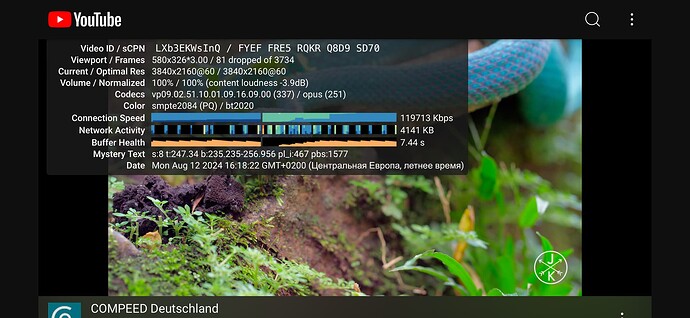 YouTube
Video ID / sCPN LXb3EKWsInQ / FYEF FRE5 RQKR Q8D9 SD70
Viewport / Frames 580x326*3.00 / 81 dropped of 3734
Current / Optimal Res 3840x2160@60 / 3840x2160@60
Volume / Normalized 100% / 100% (content loudness -3.9dB)
Codecs vp09.02.51.10.01.09.16.09.00 (337) / opus (251)
Color smpte2084 (PQ) / bt2020
Connection Speed 119713 Kbps
Network Activity 4141 KB
Buffer Health 7.44 s
Mystery Text s:8 t:247.34 b:235.235-256.956 pl_i:467 pbs:1577
Date Mon Aug 12 2024 16:18:22 GMT+0200 (Центральная Европа, летнее время)
J K
COMPEED Deutschland